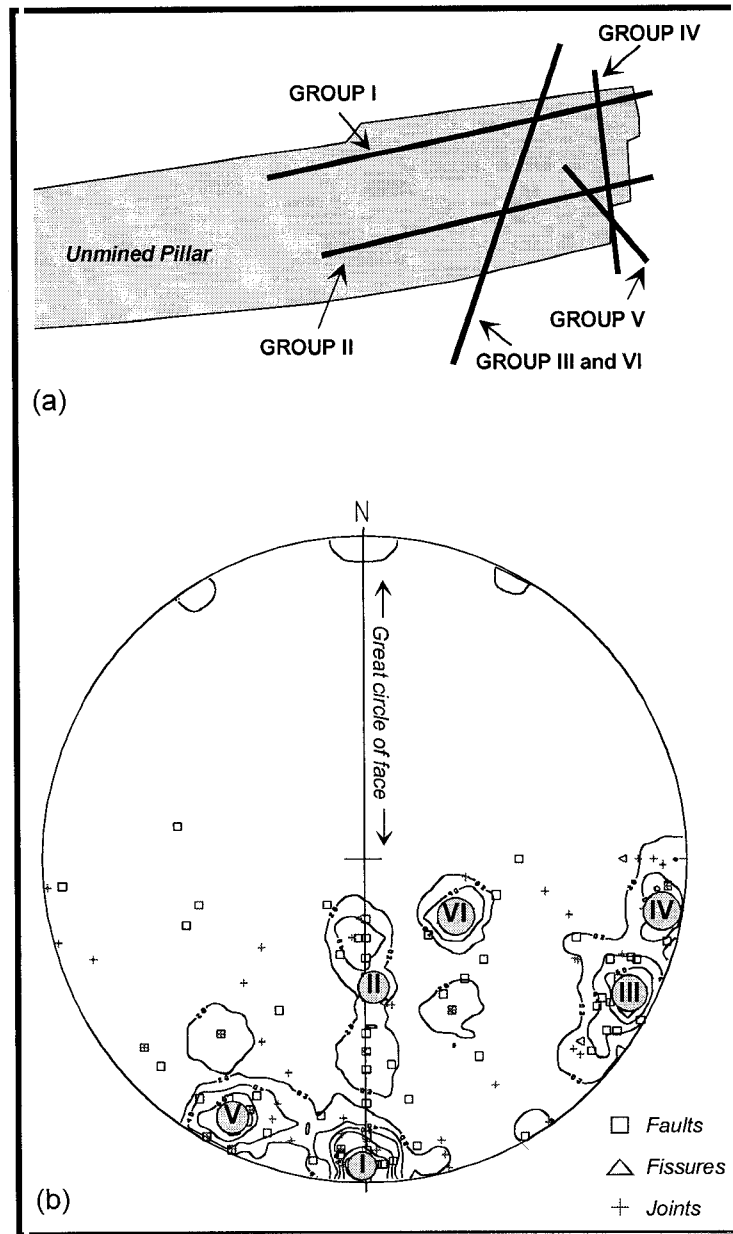 GROUP IV
GROUP I
Unmined Pillar
GROUP V
GROUP II
GROUP III and VI
(a)
N
Great circle of face
VI
IV
II
III
V
I
Faults
Fissures
Joints
(b)